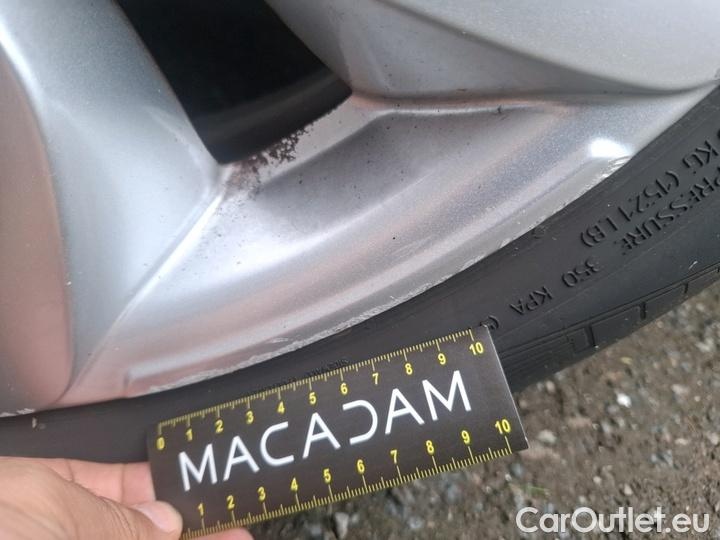 KG (1521 LB)
PRESSURE 350 KPA (
0 1 2 3 4 5 6 7 8 9 10
MACADAM
1 2 3 4 5 6 7 8 9 10
CarOutlet.eu